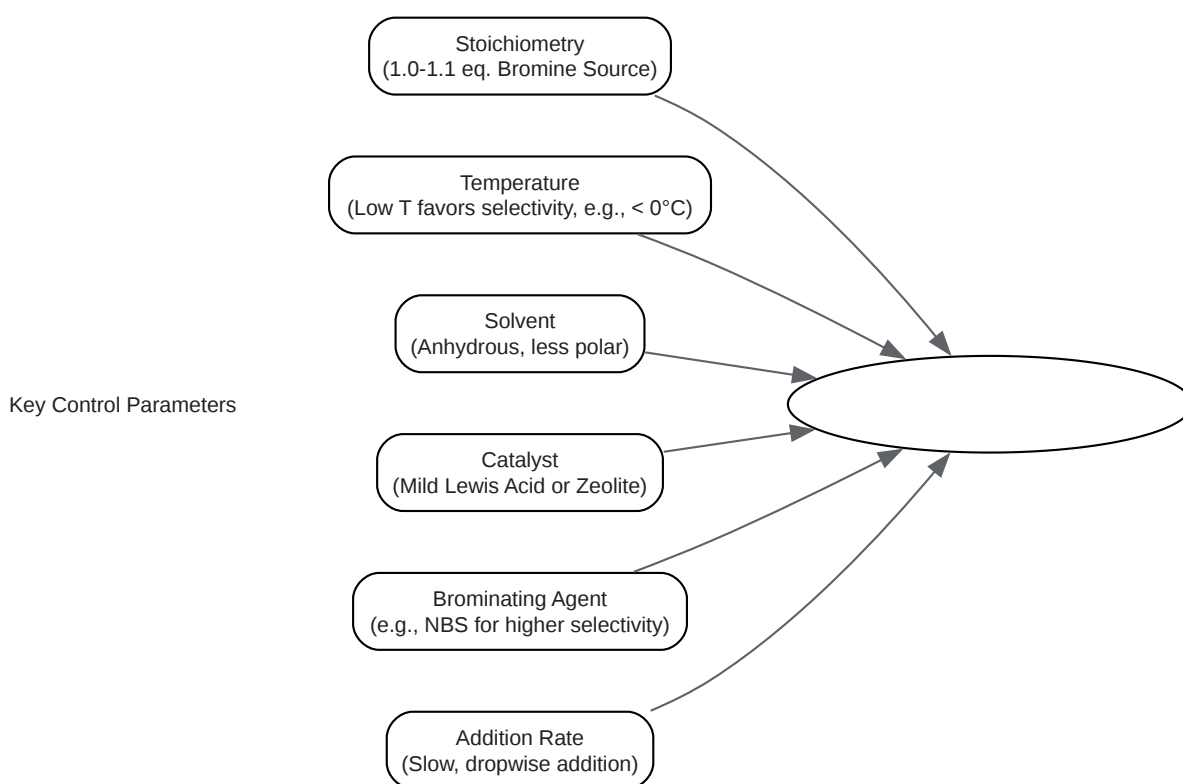 Stoichiometry
(1.0-1.1 eq. Bromine Source)
Temperature
(Low T favors selectivity, e.g., < 0°C)
Solvent
(Anhydrous, less polar)
Key Control Parameters
Catalyst
(Mild Lewis Acid or Zeolite)
Brominating Agent
(e.g., NBS for higher selectivity)
Addition Rate
(Slow, dropwise addition)